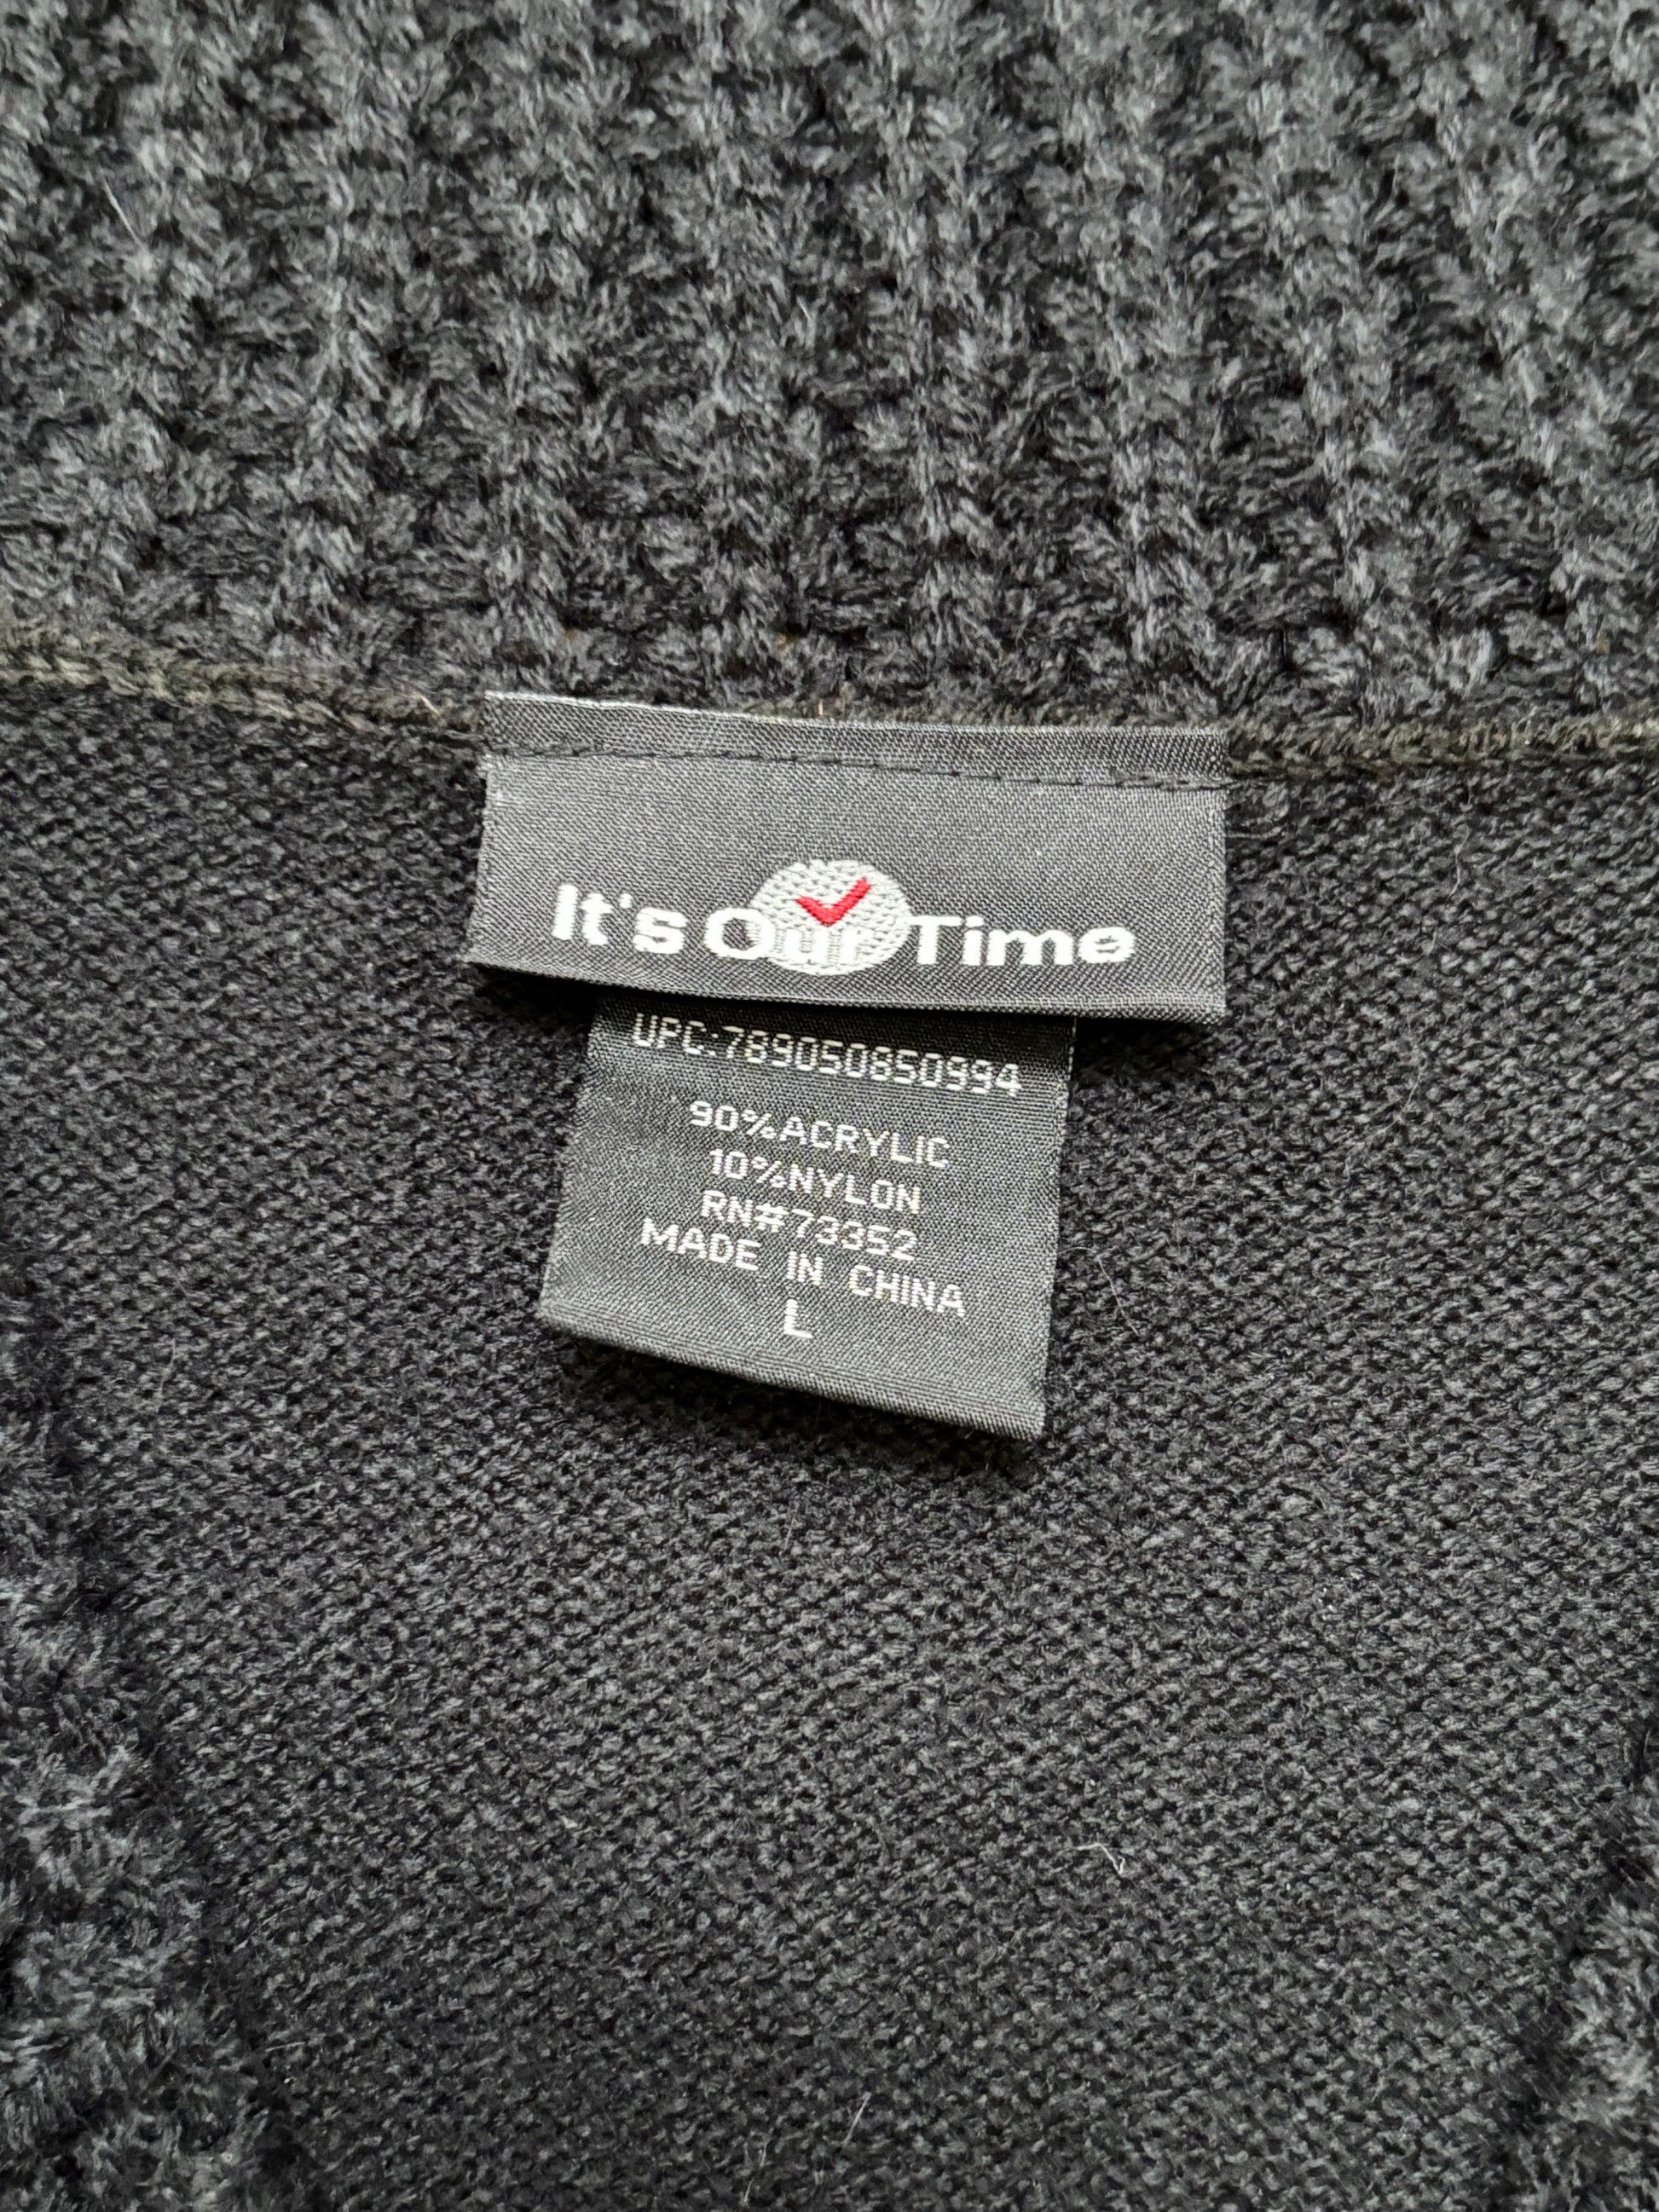 It's Our Time
UPC:789050850994
90%ACRYLIC
10%NYLON
RN#73352
MADE IN CHINA
L